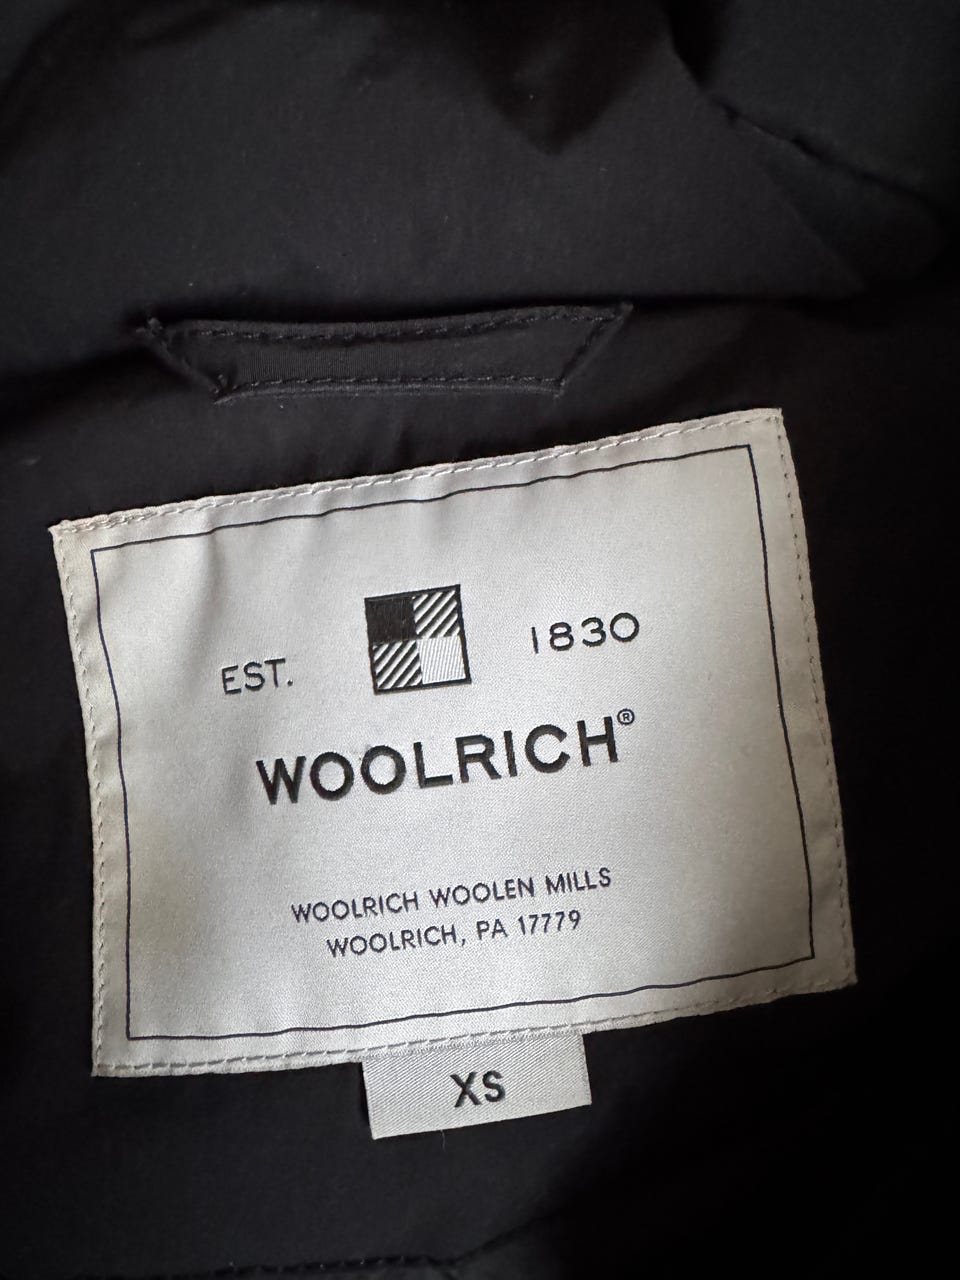 EST. 1830
WOOLRICH®
WOOLRICH WOOLEN MILLS
WOOLRICH, PA 17779
XS